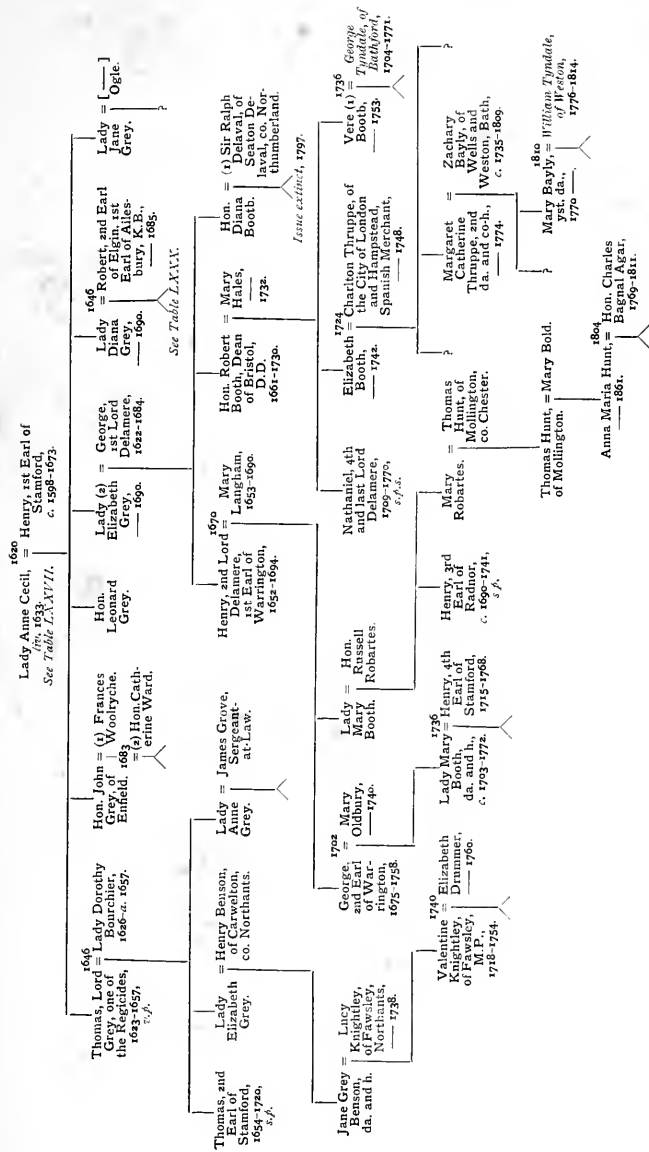 1620
Lady Anne Cecil, = Henry, 1st Earl of
liv. 1633.
Stamford,
See Table LXXVII.
c. 1598-1673.
1646
Thomas, Lord = Lady Dorothy
Grey, one of
Bourchier,
the Regicides,
1626-a. 1657.
1623-1657,
v.p.
Hon. John = (1) Frances
Grey, of
Woolryche.
Enfield.
1683
= (2) Hon. Cath-
erine Ward.
Hon.
Leonard
Grey.
Lady (2) = George,
Elizabeth
1st Lord
Grey,
Delamere,
—— 1690.
1622-1684.
1646
Lady = Robert, 2nd Earl
Diana
of Elgin, 1st
Grey,
Earl of Ailes-
—— 1690.
bury, K.B.,
—— 1685.
See Table LXXX.
Lady = [——]
Jane
Ogle.
Grey.
?
Thomas, 2nd
Earl of
Stamford,
1654-1720,
s.p.
Lady = Henry Benson,
Elizabeth
of Carwelton,
Grey.
co. Northants.
Lady = James Grove,
Anne
Sergeant-
Grey.
at-Law.
1670
Henry, 2nd Lord = Mary
Delamere,
Langham,
1st Earl of
1653-1690.
Warrington,
1652-1694.
Hon. Robert = Mary
Booth, Dean
Hales,
of Bristol,
—— 1732.
D.D.
1661-1730.
Hon. = (1) Sir Ralph
Diana
Delaval, of
Booth.
Seaton De-
laval, co. Nor-
thumberland.
Issue extinct, 1797.
Jane Grey = Lucy
Benson,
Knightley,
da. and h.
of Fawsley,
Northants,
—— 1738.
1702
George, = Mary
2nd Earl
Oldbury,
of War-
——1740.
rington,
1675-1758.
Lady = Hon.
Mary
Russell
Booth.
Robartes.
Nathaniel, 4th
and last Lord
Delamere,
1709-1770,
s.p.s.
1724
Elizabeth = Charlton Thruppe, of
Booth,
the City of London
—— 1742.
and Hampstead,
Spanish Merchant,
—— 1748.
1736
Vere (1) = George
Booth,
Tyndale, of
—— 1753.
Bathford,
1704-1771.
1740
Valentine = Elizabeth
Knightley,
Drummer,
of Fawsley,
—— 1760.
M.P.,
1718-1754.
1736
Lady Mary = Henry, 4th
Booth,
Earl of
da. and h.,
Stamford,
c. 1703-1772.
1715-1768.
Henry, 3rd
Earl of
Radnor,
c. 1690-1741,
s p.
Mary = Thomas
Robartes.
Hunt, of
Mollington,
co. Chester.
?
Margaret = Zachary
Catherine
Bayly, of
Thruppe, 2nd
Wells and
da. and co-h.,
Weston, Bath,
—— 1774.
c. 1735-1809.
?
Thomas Hunt, = Mary Bold.
of Mollington.
?
1810
Mary Bayly, = William Tyndale,
yst. da.,
of Weston,
1770 ——.
1776-1814.
1804
Anna Maria Hunt, = Hon. Charles
—— 1861.
Bagnal Agar,
1769-1811.